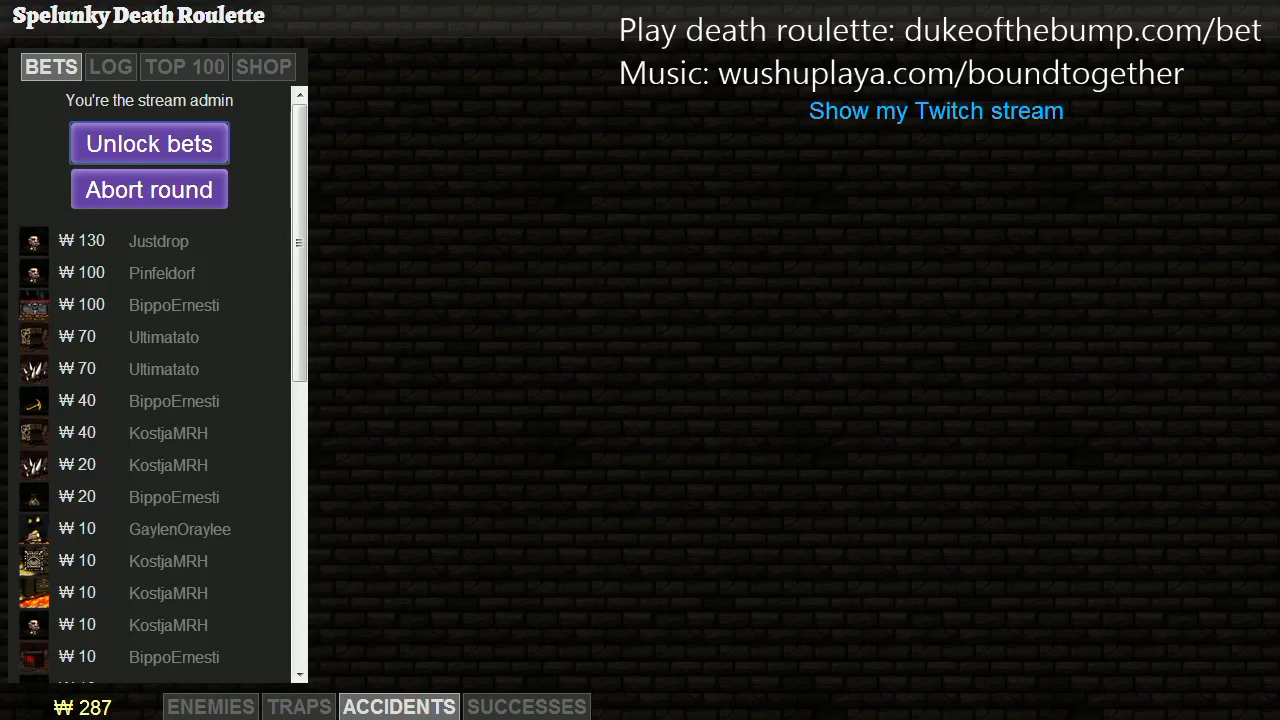 Spelunky Death Roulette
Play death roulette: dukeofthebump.com/bet
Music: wushuplaya.com/boundtogether
Show my Twitch stream
BETS LOG TOP 100 SHOP
You're the stream admin
Unlock bets
Abort round
₩ 130 Justdrop
₩ 100 Pinfeldorf
₩ 100 BippoErnesti
₩ 70 Ultimatato
₩ 70 Ultimatato
₩ 40 BippoErnesti
₩ 40 KostjaMRH
₩ 20 KostjaMRH
₩ 20 BippoErnesti
₩ 10 GaylenOraylee
₩ 10 KostjaMRH
₩ 10 KostjaMRH
₩ 10 KostjaMRH
₩ 10 BippoErnesti
₩ 287 ENEMIES TRAPS ACCIDENTS SUCCESSES